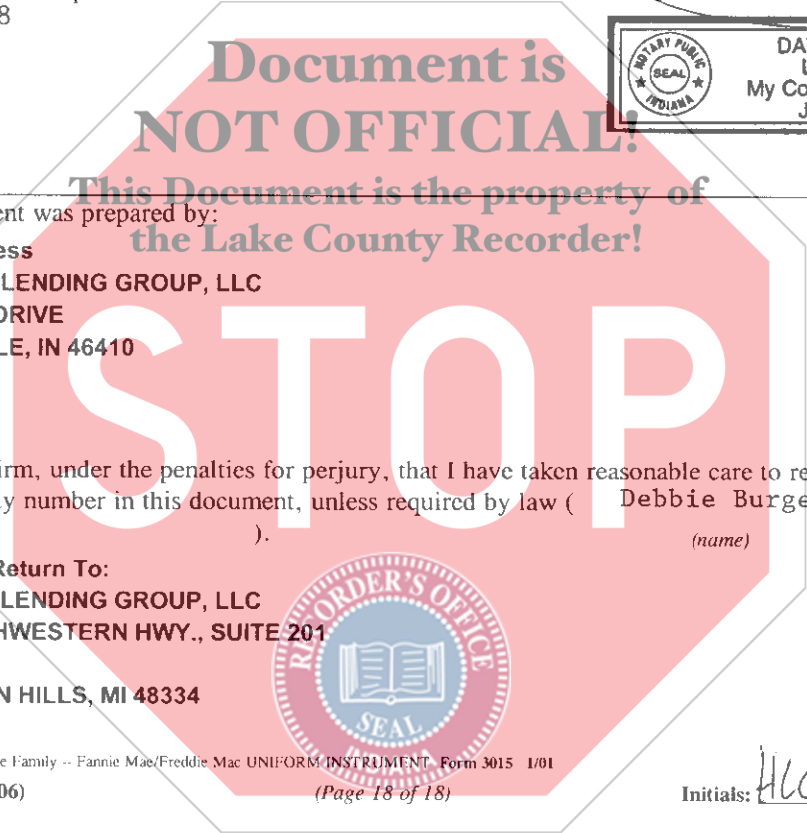 8
Document is
NOT OFFICIAL!
This Document is the property of
the Lake County Recorder!
NOTARY PUBLIC
SEAL
INDIANA
DA
L
My Co
J
ent was prepared by:
ess
LENDING GROUP, LLC
DRIVE
LE, IN 46410
STOP
irm, under the penalties for perjury, that I have taken reasonable care to re
y number in this document, unless required by law ( Debbie Burge
). (name)
Return To:
LENDING GROUP, LLC
HWESTERN HWY., SUITE 201
N HILLS, MI 48334
RECORDER'S OFFICE
SEAL
INDIANA
e Family -- Fannie Mae/Freddie Mac UNIFORM INSTRUMENT Form 3015 1/01
06) (Page 18 of 18) Initials: